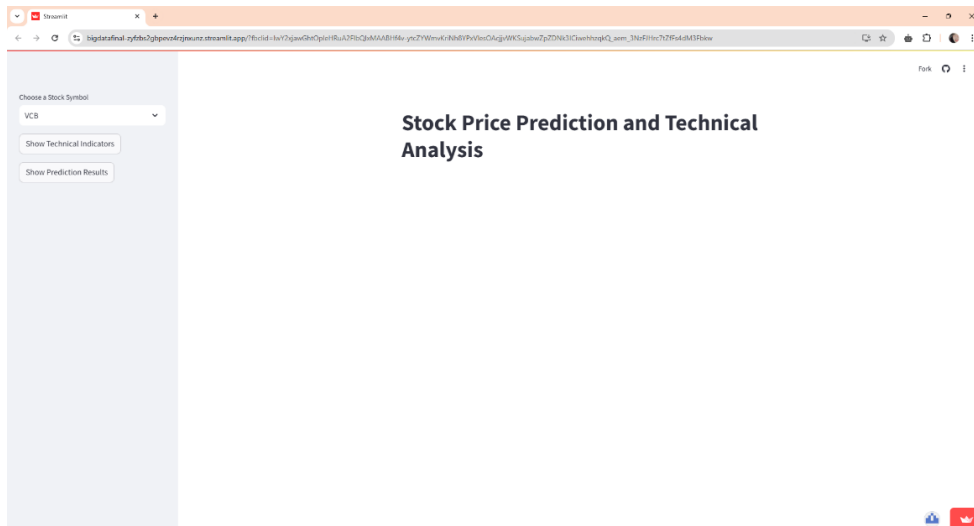 Streamlit
Fork
Choose a Stock Symbol
VCB
Show Technical Indicators
Show Prediction Results
Stock Price Prediction and Technical
Analysis